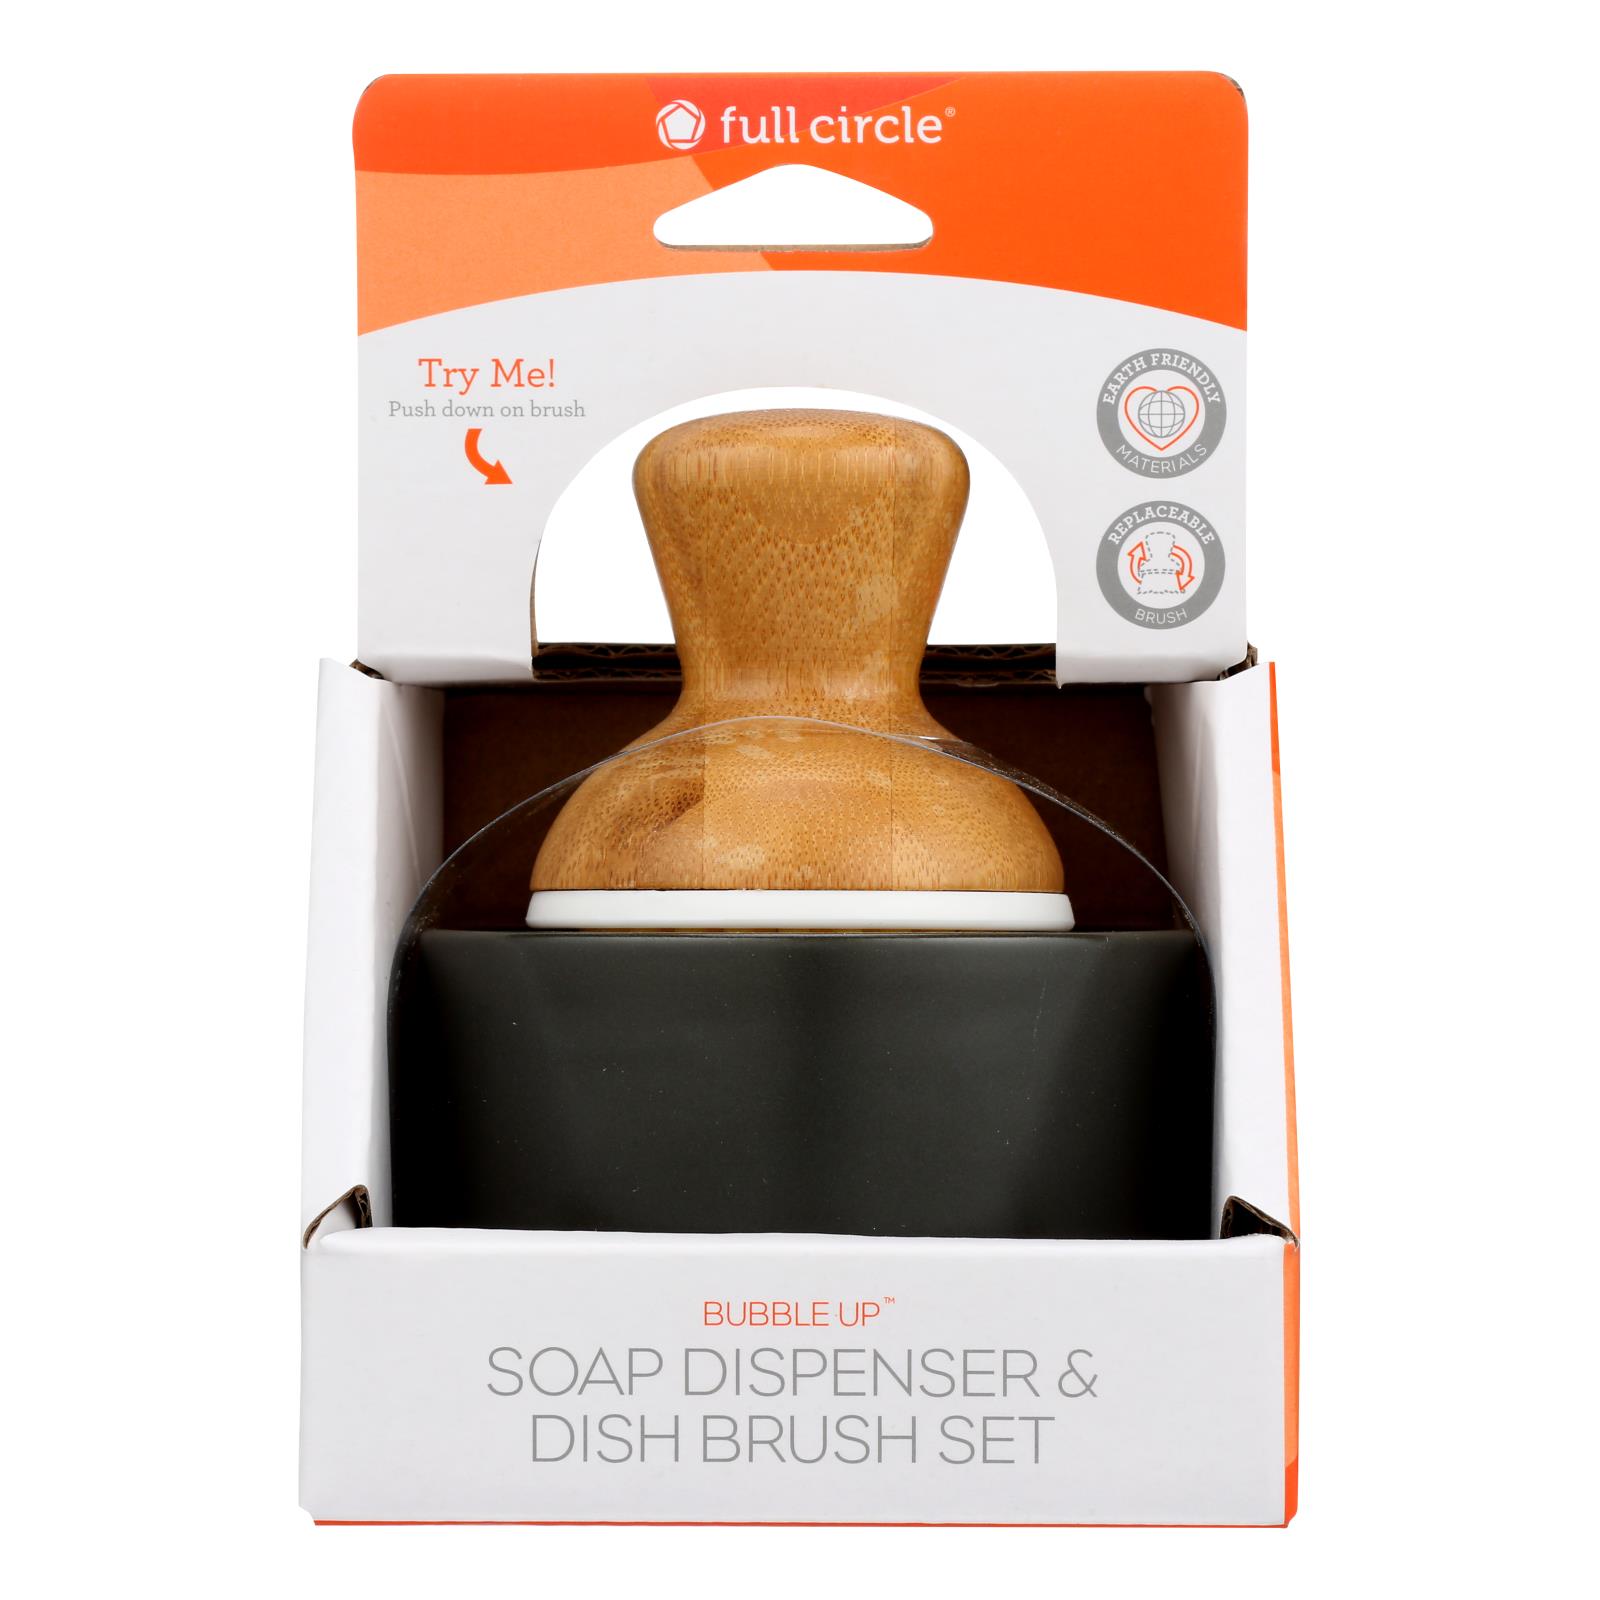 full circle®
Try Me!
Push down on brush
EARTH FRIENDLY
MATERIALS
REPLACEABLE
BRUSH
BUBBLE UP™
SOAP DISPENSER &
DISH BRUSH SET